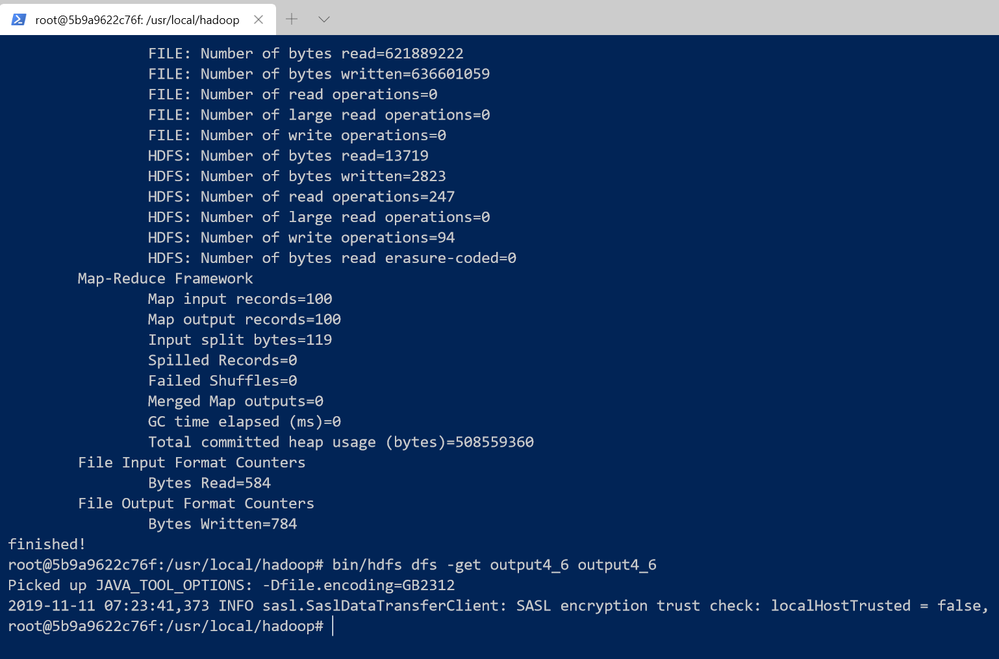 root@5b9a9622c76f: /usr/local/hadoop
FILE: Number of bytes read=621889222
FILE: Number of bytes written=636601059
FILE: Number of read operations=0
FILE: Number of large read operations=0
FILE: Number of write operations=0
HDFS: Number of bytes read=13719
HDFS: Number of bytes written=2823
HDFS: Number of read operations=247
HDFS: Number of large read operations=0
HDFS: Number of write operations=94
HDFS: Number of bytes read erasure-coded=0
Map-Reduce Framework
Map input records=100
Map output records=100
Input split bytes=119
Spilled Records=0
Failed Shuffles=0
Merged Map outputs=0
GC time elapsed (ms)=0
Total committed heap usage (bytes)=508559360
File Input Format Counters
Bytes Read=584
File Output Format Counters
Bytes Written=784
finished!
root@5b9a9622c76f:/usr/local/hadoop# bin/hdfs dfs -get output4_6 output4_6
Picked up JAVA_TOOL_OPTIONS: -Dfile.encoding=GB2312
2019-11-11 07:23:41,373 INFO sasl.SaslDataTransferClient: SASL encryption trust check: localHostTrusted = false,
root@5b9a9622c76f:/usr/local/hadoop#